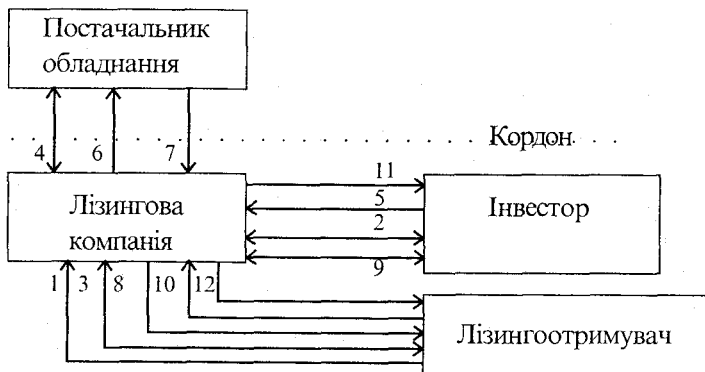 Постачальник
обладнання
Кордон
4 6 7
11
5
2
9
Лізингова
компанія
Інвестор
1 3 8 10 12
Лізингоотримувач